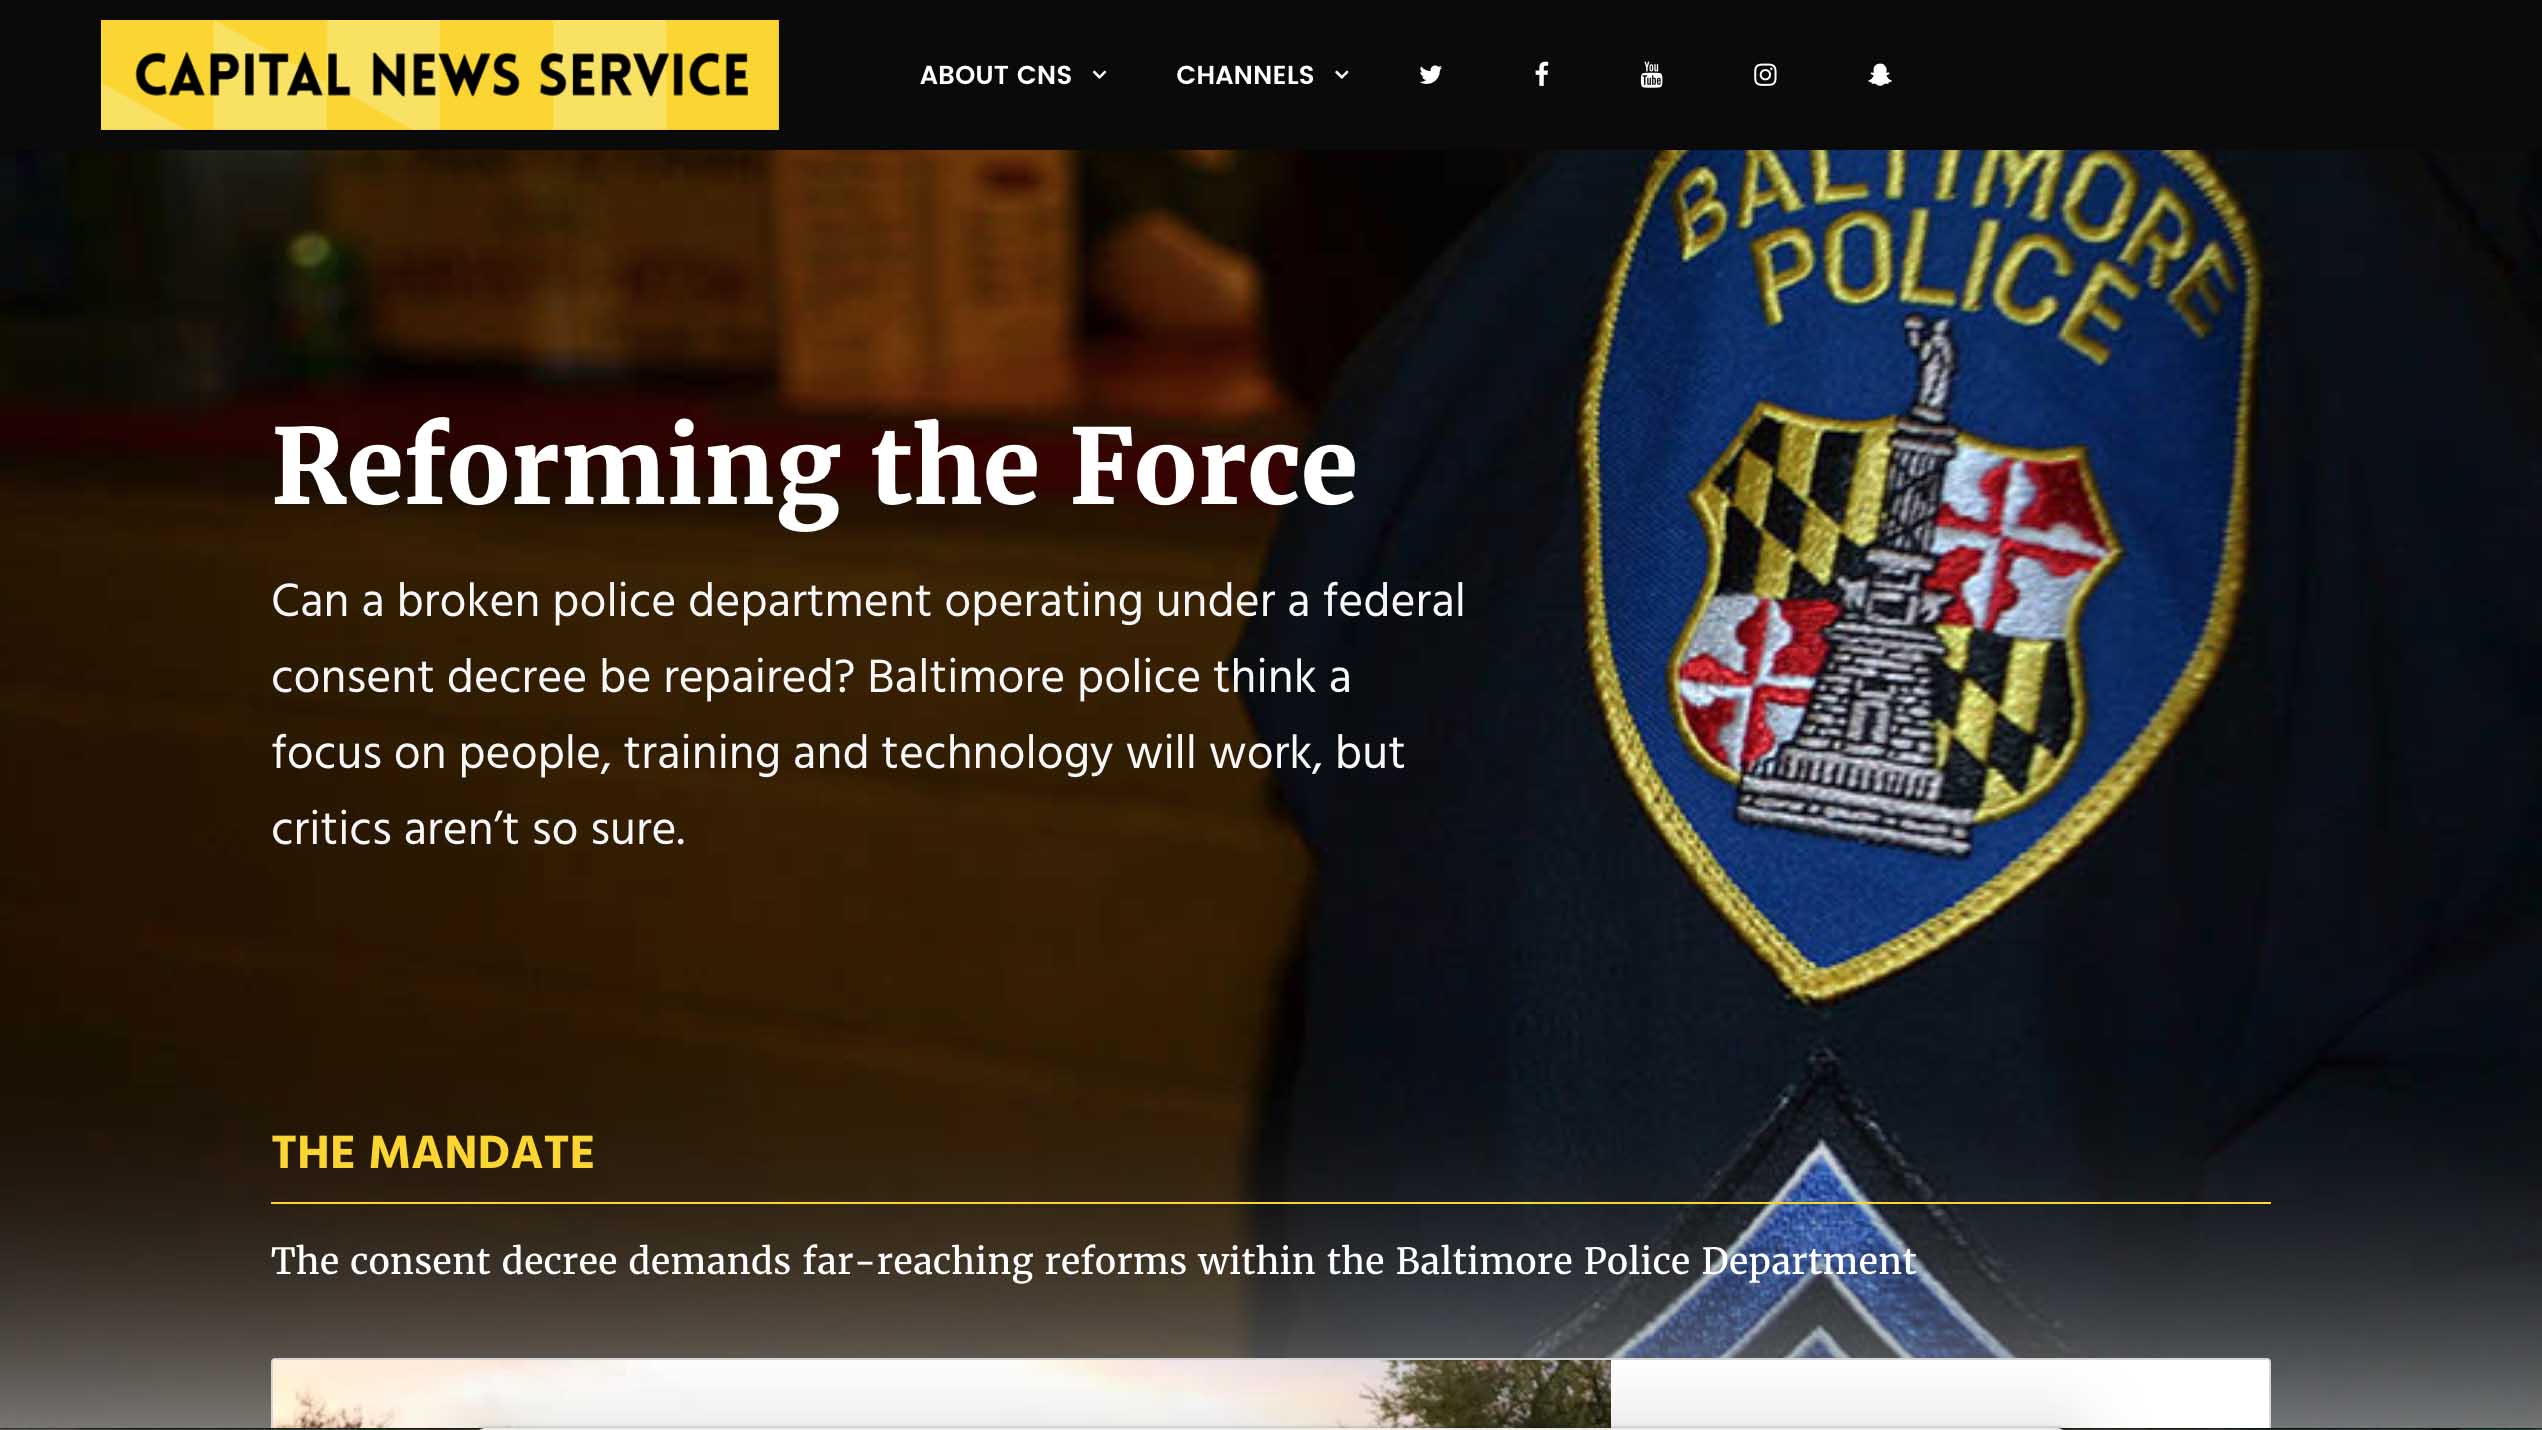 CAPITAL NEWS SERVICE
ABOUT CNS
CHANNELS
You
Tube
BALTIMORE
POLICE
Reforming the Force
Can a broken police department operating under a federal
consent decree be repaired? Baltimore police think a
focus on people, training and technology will work, but
critics aren’t so sure.
THE MANDATE
The consent decree demands far-reaching reforms within the Baltimore Police Department